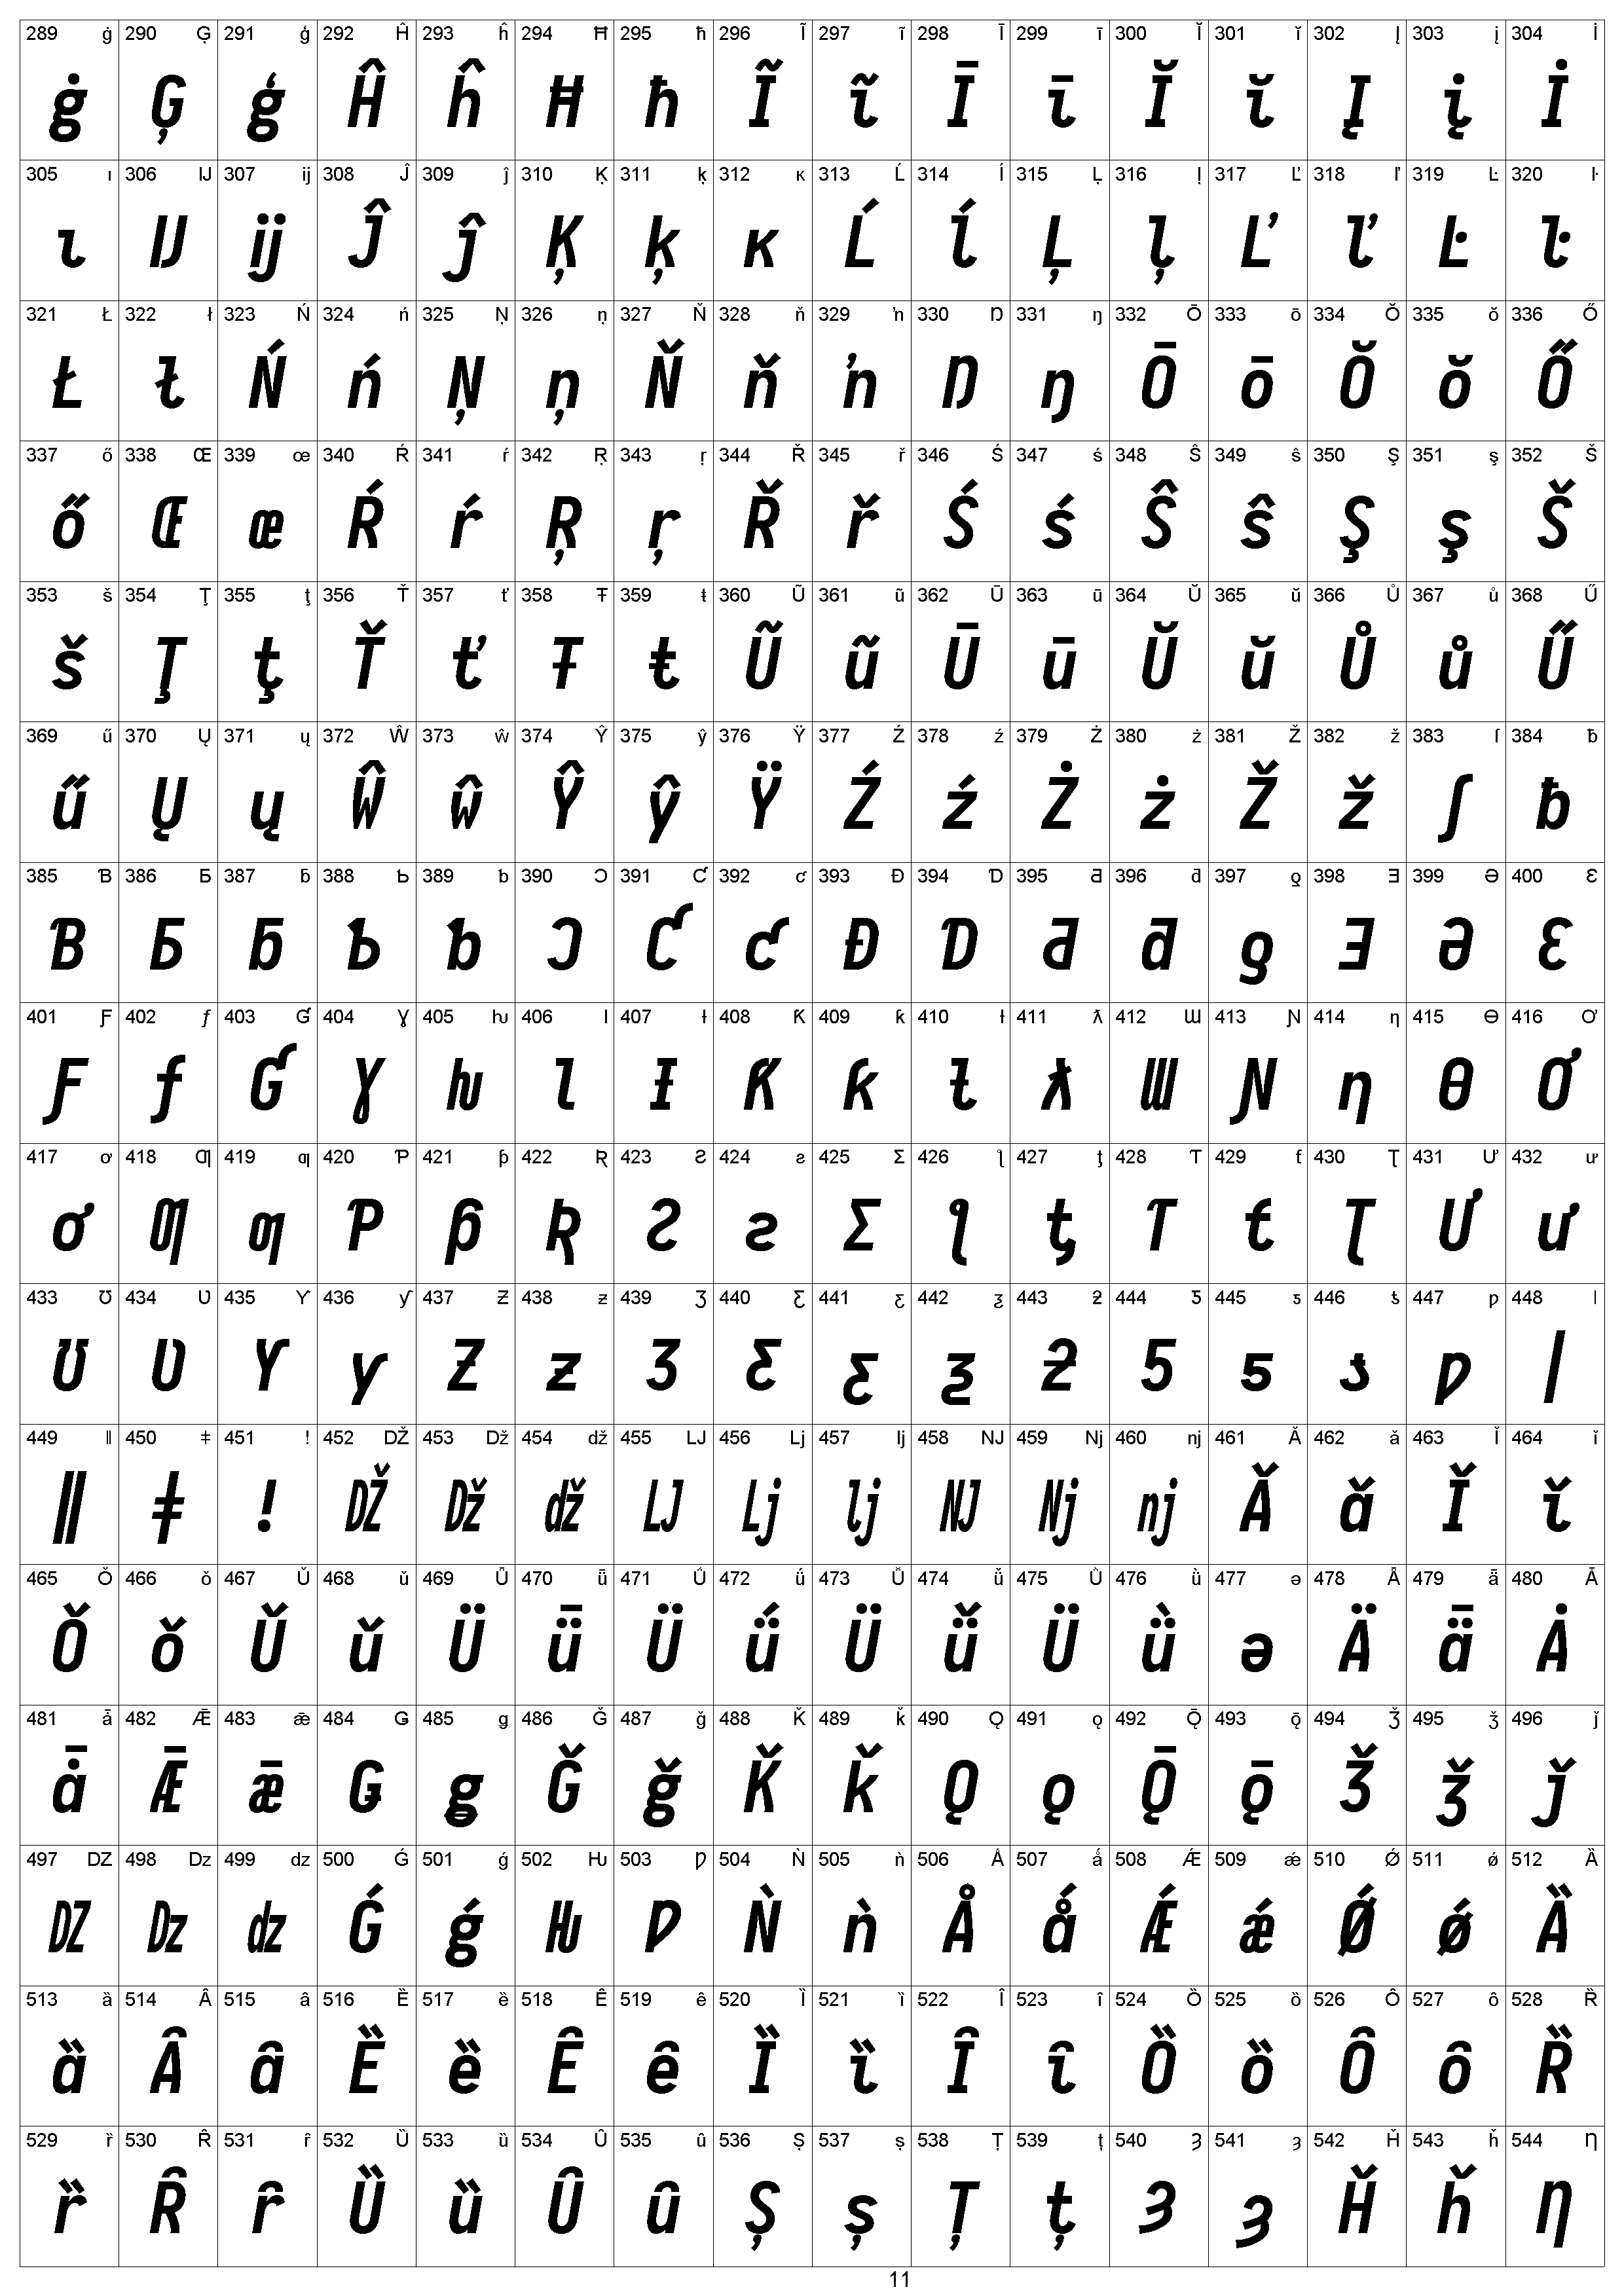 289 ġ 290 Ģ 291 ģ 292 Ĥ 293 ĥ 294 Ħ 295 ħ 296 Ĩ 297 ĩ 298 Ī 299 ī 300 Ĭ 301 ĭ 302 Į 303 į 304 İ
ġ Ģ ģ Ĥ ĥ Ħ ħ Ĩ ĩ Ī ī Ĭ ĭ Į į İ
305 ı 306 Ĳ 307 ĳ 308 Ĵ 309 ĵ 310 Ķ 311 ķ 312 ĸ 313 Ĺ 314 ĺ 315 Ļ 316 ļ 317 Ľ 318 ľ 319 Ŀ 320 ŀ
ı Ĳ ĳ Ĵ ĵ Ķ ķ ĸ Ĺ ĺ Ļ ļ Ľ ľ Ŀ ŀ
321 Ł 322 ł 323 Ń 324 ń 325 Ņ 326 ņ 327 Ň 328 ň 329 ŉ 330 Ŋ 331 ŋ 332 Ō 333 ō 334 Ŏ 335 ŏ 336 Ő
Ł ł Ń ń Ņ ņ Ň ň ŉ Ŋ ŋ Ō ō Ŏ ŏ Ő
337 ő 338 Œ 339 œ 340 Ŕ 341 ŕ 342 Ŗ 343 ŗ 344 Ř 345 ř 346 Ś 347 ś 348 Ŝ 349 ŝ 350 Ş 351 ş 352 Š
ő Œ œ Ŕ ŕ Ŗ ŗ Ř ř Ś ś Ŝ ŝ Ş ş Š
353 š 354 Ţ 355 ţ 356 Ť 357 ť 358 Ŧ 359 ŧ 360 Ũ 361 ũ 362 Ū 363 ū 364 Ŭ 365 ŭ 366 Ů 367 ů 368 Ű
š Ţ ţ Ť ť Ŧ ŧ Ũ ũ Ū ū Ŭ ŭ Ů ů Ű
369 ű 370 Ų 371 ų 372 Ŵ 373 ŵ 374 Ŷ 375 ŷ 376 Ÿ 377 Ź 378 ź 379 Ż 380 ż 381 Ž 382 ž 383 ſ 384 ƀ
ű Ų ų Ŵ ŵ Ŷ ŷ Ÿ Ź ź Ż ż Ž ž ſ ƀ
385 Ɓ 386 Ƃ 387 ƃ 388 Ƅ 389 ƅ 390 Ɔ 391 Ƈ 392 ƈ 393 Ɖ 394 Ɗ 395 Ƌ 396 ƌ 397 ƍ 398 Ǝ 399 Ə 400 Ɛ
Ɓ Ƃ ƃ Ƅ ƅ Ɔ Ƈ ƈ Ɖ Ɗ Ƌ ƌ ƍ Ǝ Ə Ɛ
401 Ƒ 402 ƒ 403 Ɠ 404 Ɣ 405 ƕ 406 Ɩ 407 Ɨ 408 Ƙ 409 ƙ 410 ƚ 411 ƛ 412 Ɯ 413 Ɲ 414 ƞ 415 Ɵ 416 Ơ
Ƒ ƒ Ɠ Ɣ ƕ Ɩ Ɨ Ƙ ƙ ƚ ƛ Ɯ Ɲ ƞ Ɵ Ơ
417 ơ 418 Ƣ 419 ƣ 420 Ƥ 421 ƥ 422 Ʀ 423 Ƨ 424 ƨ 425 Ʃ 426 ƪ 427 ƫ 428 Ƭ 429 ƭ 430 Ʈ 431 Ư 432 ư
ơ Ƣ ƣ Ƥ ƥ Ʀ Ƨ ƨ Ʃ ƪ ƫ Ƭ ƭ Ʈ Ư ư
433 Ʊ 434 Ʋ 435 Ƴ 436 ƴ 437 Ƶ 438 ƶ 439 Ʒ 440 Ƹ 441 ƹ 442 ƺ 443 ƻ 444 Ƽ 445 ƽ 446 ƾ 447 ƿ 448 ǀ
Ʊ Ʋ Ƴ ƴ Ƶ ƶ Ʒ Ƹ ƹ ƺ ƻ Ƽ ƽ ƾ ƿ ǀ
449 ǁ 450 ǂ 451 ǃ 452 Ǆ 453 ǅ 454 ǆ 455 Ǉ 456 ǈ 457 ǉ 458 Ǌ 459 ǋ 460 ǌ 461 Ǎ 462 ǎ 463 Ǐ 464 ǐ
ǁ ǂ ǃ Ǆ ǅ ǆ Ǉ ǈ ǉ Ǌ ǋ ǌ Ǎ ǎ Ǐ ǐ
465 Ǒ 466 ǒ 467 Ǔ 468 ǔ 469 Ǖ 470 ǖ 471 Ǘ 472 ǘ 473 Ǚ 474 ǚ 475 Ǜ 476 ǜ 477 ǝ 478 Ǟ 479 ǟ 480 Ǡ
Ǒ ǒ Ǔ ǔ Ü ǖ Ü ǘ Ü ǚ Ü ǜ ǝ Ä ǟ Ȧ
481 ǡ 482 Ǣ 483 ǣ 484 Ǥ 485 ǥ 486 Ǧ 487 ǧ 488 Ǩ 489 ǩ 490 Ǫ 491 ǫ 492 Ǭ 493 ǭ 494 Ǯ 495 ǯ 496 ǰ
ǡ Ǣ ǣ Ǥ ǥ Ǧ ǧ Ǩ ǩ Ǫ ǫ Ǭ ǭ Ǯ ǯ ǰ
497 Ǳ 498 ǲ 499 ǳ 500 Ǵ 501 ǵ 502 Ƕ 503 Ƿ 504 Ǹ 505 ǹ 506 Ǻ 507 ǻ 508 Ǽ 509 ǽ 510 Ǿ 511 ǿ 512 Ȁ
Ǳ ǲ ǳ Ǵ ǵ Ƕ Ƿ Ǹ ǹ Å ǻ Ǽ ǽ Ǿ ǿ Ȁ
513 ȁ 514 Ȃ 515 ȃ 516 Ȅ 517 ȅ 518 Ȇ 519 ȇ 520 Ȉ 521 ȉ 522 Ȋ 523 ȋ 524 Ȍ 525 ȍ 526 Ȏ 527 ȏ 528 Ȑ
ȁ Ȃ ȃ Ȅ ȅ Ȇ ȇ Ȉ ȉ Ȋ ȋ Ȍ ȍ Ȏ ȏ Ȑ
529 ȑ 530 Ȓ 531 ȓ 532 Ȕ 533 ȕ 534 Ȗ 535 ȗ 536 Ș 537 ș 538 Ț 539 ț 540 Ȝ 541 ȝ 542 Ȟ 543 ȟ 544 Ƞ
ȑ Ȓ ȓ Ȕ ȕ Ȗ ȗ Ș ș Ț ț Ȝ ȝ Ȟ ȟ Ƞ
11